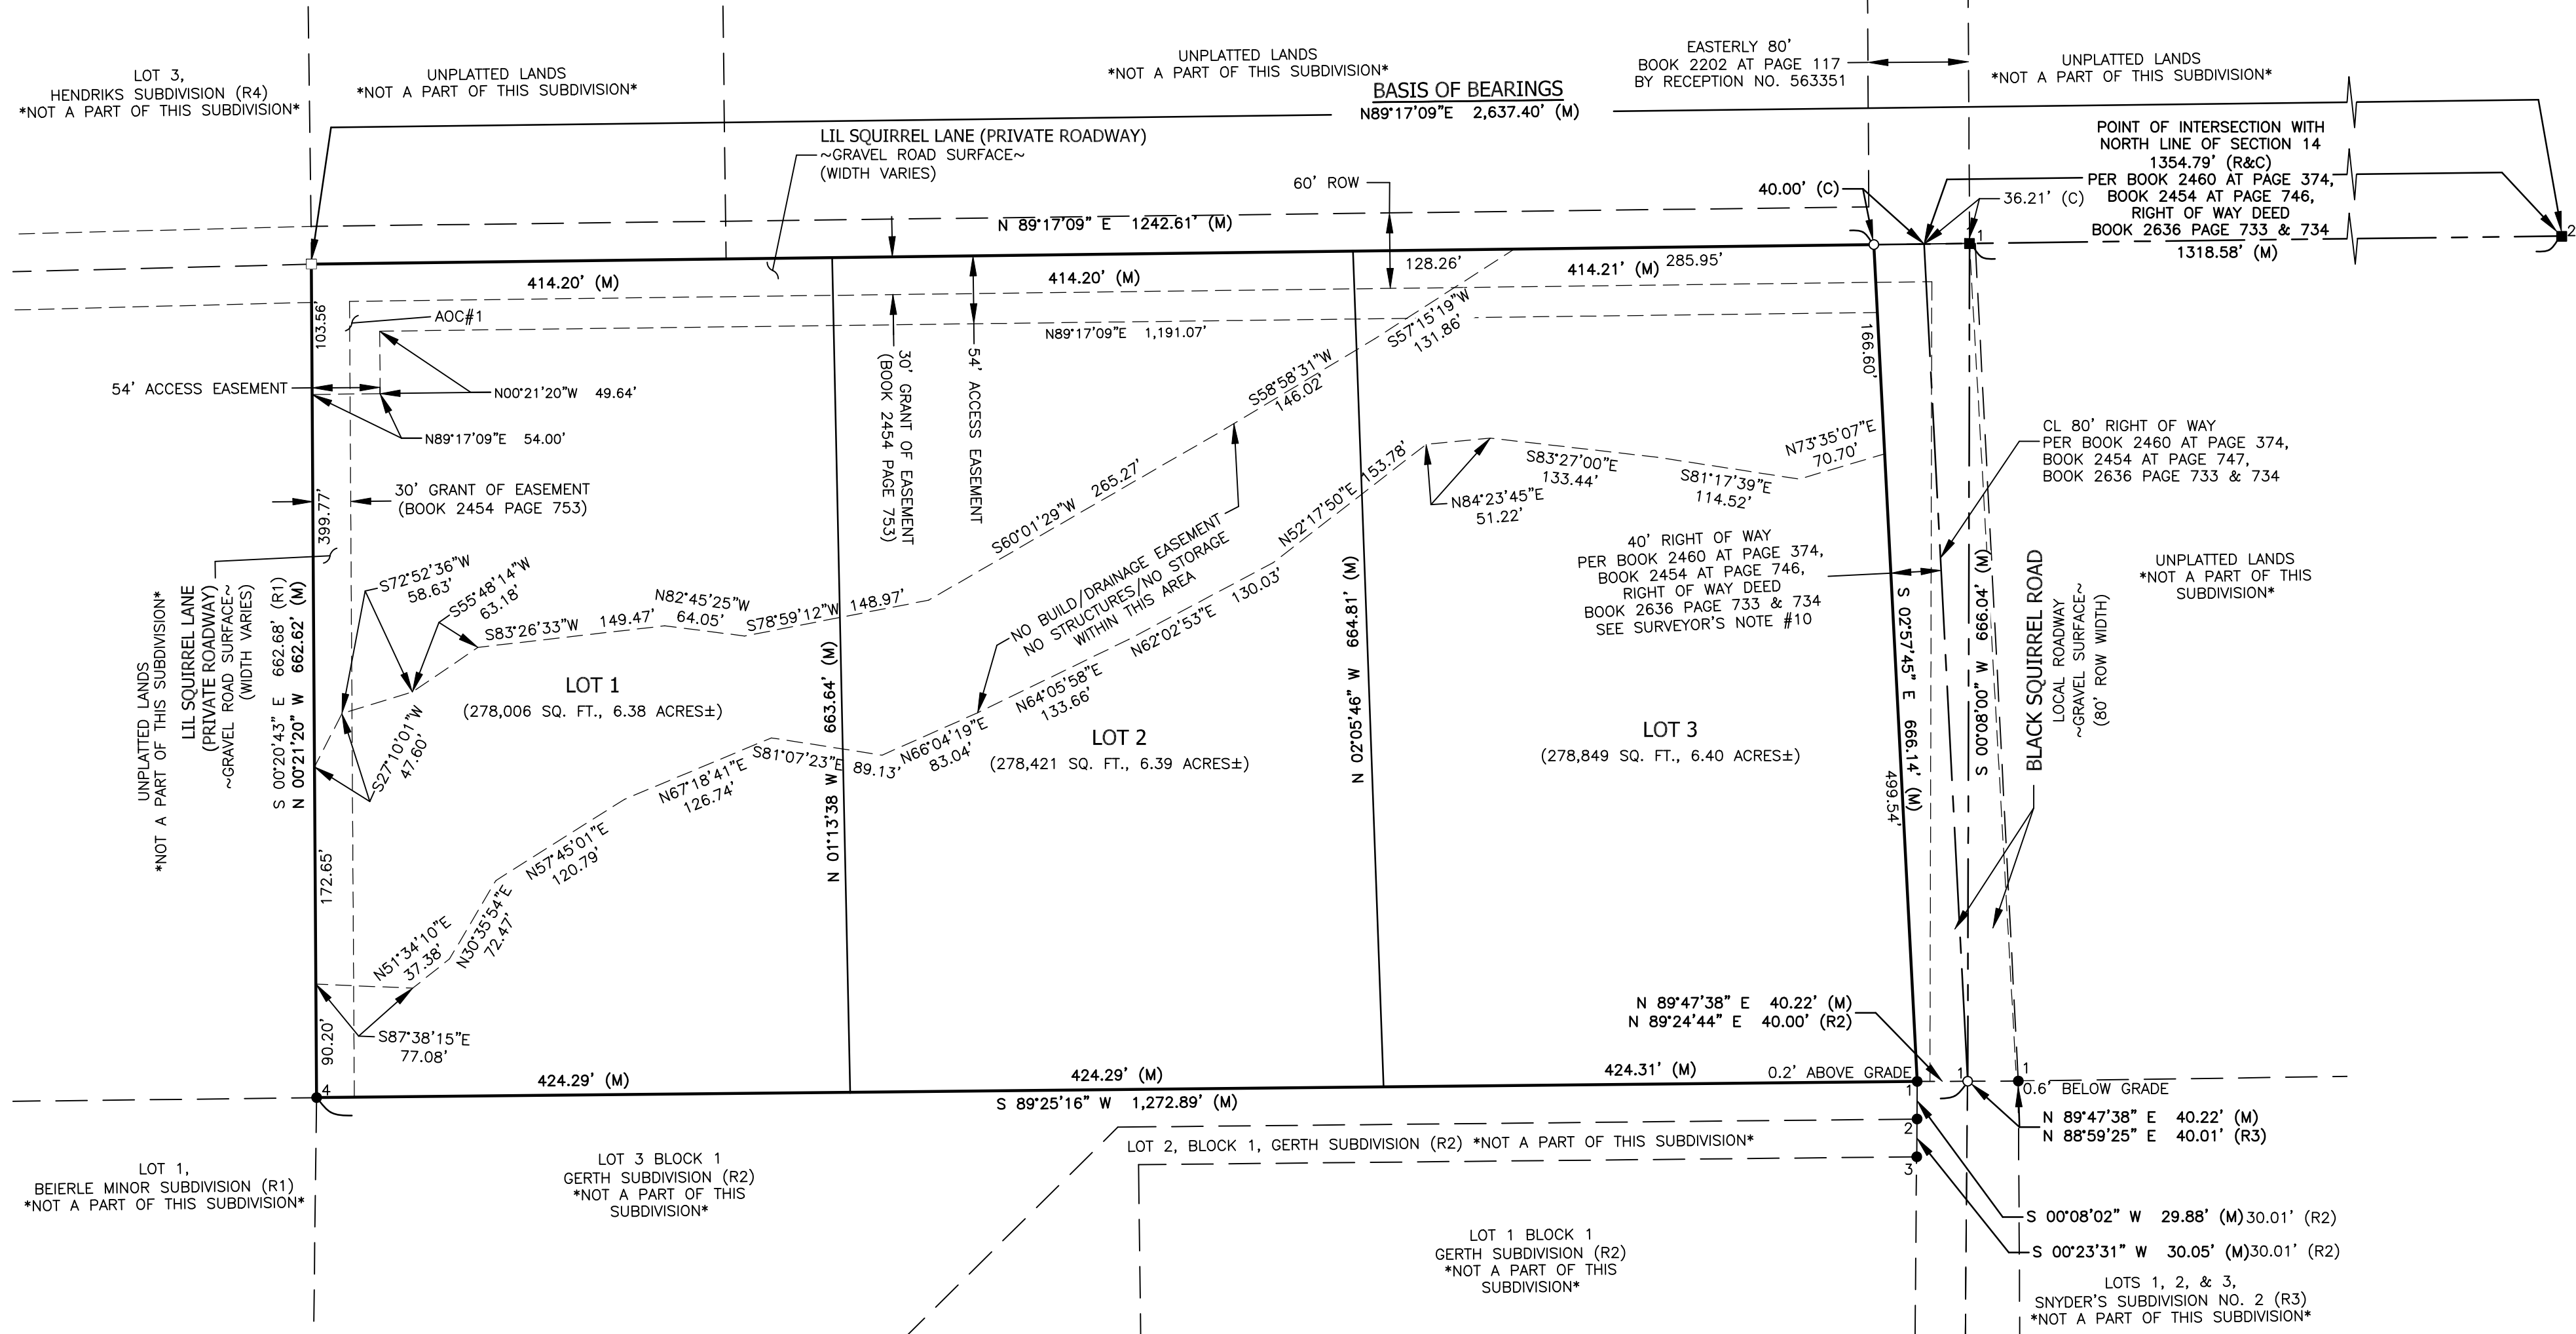 LOT 3,
HENDRIKS SUBDIVISION (R4)
*NOT A PART OF THIS SUBDIVISION*
UNPLATTED LANDS
*NOT A PART OF THIS SUBDIVISION*
UNPLATTED LANDS
*NOT A PART OF THIS SUBDIVISION*
EASTERLY 80'
BOOK 2202 AT PAGE 117
BY RECEPTION NO. 563351
UNPLATTED LANDS
*NOT A PART OF THIS SUBDIVISION*
BASIS OF BEARINGS
N89°17'09"E 2,637.40' (M)
LIL SQUIRREL LANE (PRIVATE ROADWAY)
~GRAVEL ROAD SURFACE~
(WIDTH VARIES)
60' ROW
40.00' (C)
36.21' (C)
POINT OF INTERSECTION WITH
NORTH LINE OF SECTION 14
1354.79' (R&C)
PER BOOK 2460 AT PAGE 374,
BOOK 2454 AT PAGE 746,
RIGHT OF WAY DEED
BOOK 2636 PAGE 733 & 734
1318.58' (M)
1
2
N 89°17'09" E 1242.61' (M)
414.20' (M)
414.20' (M)
128.26'
414.21' (M)
285.95'
103.56'
AOC#1
N89°17'09"E 1,191.07'
54' ACCESS EASEMENT
N00°21'20"W 49.64'
N89°17'09"E 54.00'
30' GRANT OF EASEMENT
(BOOK 2454 PAGE 753)
54' ACCESS EASEMENT
S57°15'19"W
131.86'
S58°58'31"W
146.02'
S60°01'29"W 265.27'
166.60'
30' GRANT OF EASEMENT
(BOOK 2454 PAGE 753)
399.77'
N52°17'50"E 153.78'
N84°23'45"E
51.22'
S83°27'00"E
133.44'
S81°17'39"E
114.52'
N73°35'07"E
70.70'
CL 80' RIGHT OF WAY
PER BOOK 2460 AT PAGE 374,
BOOK 2454 AT PAGE 747,
BOOK 2636 PAGE 733 & 734
40' RIGHT OF WAY
PER BOOK 2460 AT PAGE 374,
BOOK 2454 AT PAGE 746,
RIGHT OF WAY DEED
BOOK 2636 PAGE 733 & 734
SEE SURVEYOR'S NOTE #10
UNPLATTED LANDS
*NOT A PART OF THIS
SUBDIVISION*
UNPLATTED LANDS
*NOT A PART OF THIS SUBDIVISION*
LIL SQUIRREL LANE
(PRIVATE ROADWAY)
~GRAVEL ROAD SURFACE~
(WIDTH VARIES)
S 00°20'43" E 662.68' (R1)
N 00°21'20" W 662.62' (M)
S72°52'36"W
58.63'
S55°48'14"W
63.18'
S83°26'33"W 149.47'
N82°45'25"W
64.05'
S78°59'12"W 148.97'
S27°10'01"W
47.60'
NO BUILD/DRAINAGE EASEMENT
NO STRUCTURES/NO STORAGE
WITHIN THIS AREA
N62°02'53"E 130.03'
N64°05'58"E
133.66'
N66°04'19"E
83.04'
S81°07'23"E 89.13'
N67°18'41"E
126.74'
N57°45'01"E
120.79'
N30°35'54"E
72.47'
N51°34'10"E
37.38'
S87°38'15"E
77.08'
172.65'
90.20'
LOT 1
(278,006 SQ. FT., 6.38 ACRES±)
N 01°13'38" W 663.64' (M)
LOT 2
(278,421 SQ. FT., 6.39 ACRES±)
N 02°05'46" W 664.81' (M)
LOT 3
(278,849 SQ. FT., 6.40 ACRES±)
S 02°57'45" E 666.14' (M)
499.54'
S 00°08'00" W 666.04' (M)
BLACK SQUIRREL ROAD
LOCAL ROADWAY
~GRAVEL SURFACE~
(80' ROW WIDTH)
N 89°47'38" E 40.22' (M)
N 89°24'44" E 40.00' (R2)
4
424.29' (M)
424.29' (M)
424.31' (M)
0.2' ABOVE GRADE
1
1
1
0.6' BELOW GRADE
S 89°25'16" W 1,272.89' (M)
N 89°47'38" E 40.22' (M)
N 88°59'25" E 40.01' (R3)
2
3
LOT 2, BLOCK 1, GERTH SUBDIVISION (R2) *NOT A PART OF THIS SUBDIVISION*
LOT 1,
BEIERLE MINOR SUBDIVISION (R1)
*NOT A PART OF THIS SUBDIVISION*
LOT 3 BLOCK 1
GERTH SUBDIVISION (R2)
*NOT A PART OF THIS
SUBDIVISION*
LOT 1 BLOCK 1
GERTH SUBDIVISION (R2)
*NOT A PART OF THIS
SUBDIVISION*
S 00°08'02" W 29.88' (M)30.01' (R2)
S 00°23'31" W 30.05' (M)30.01' (R2)
LOTS 1, 2, & 3,
SNYDER'S SUBDIVISION NO. 2 (R3)
*NOT A PART OF THIS SUBDIVISION*